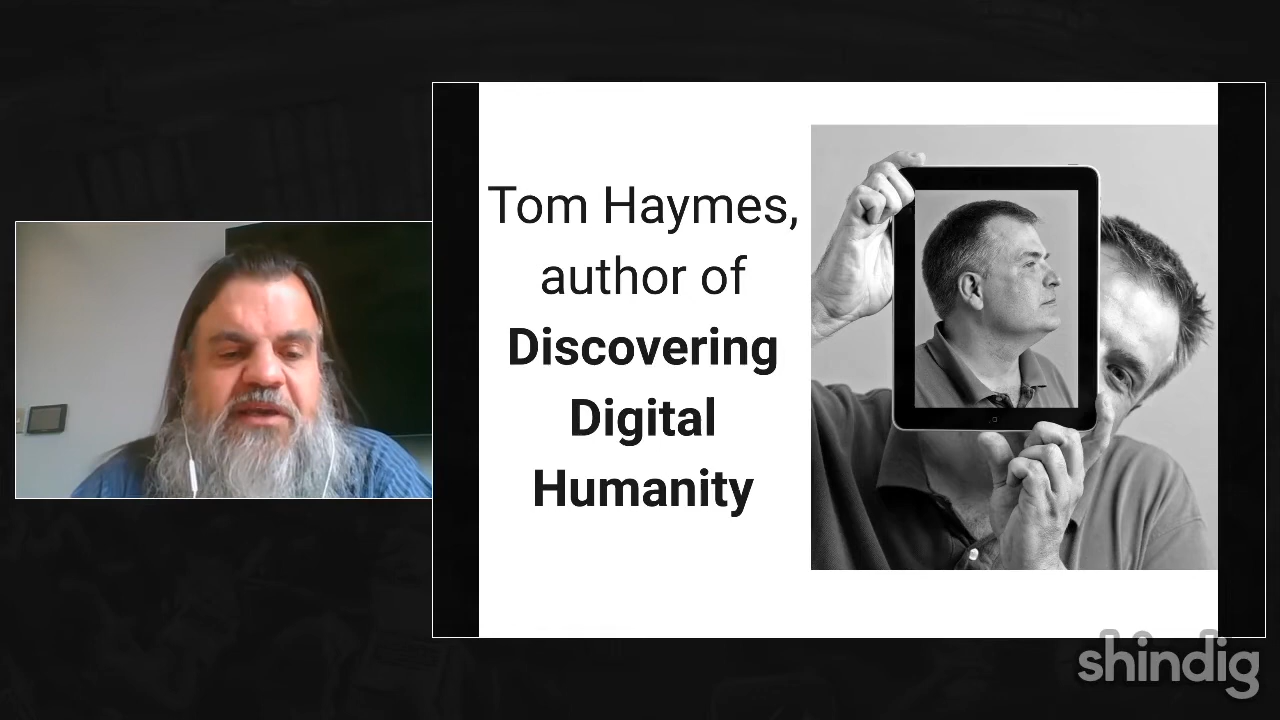 Tom Haymes,
author of
Discovering
Digital
Humanity
shindig